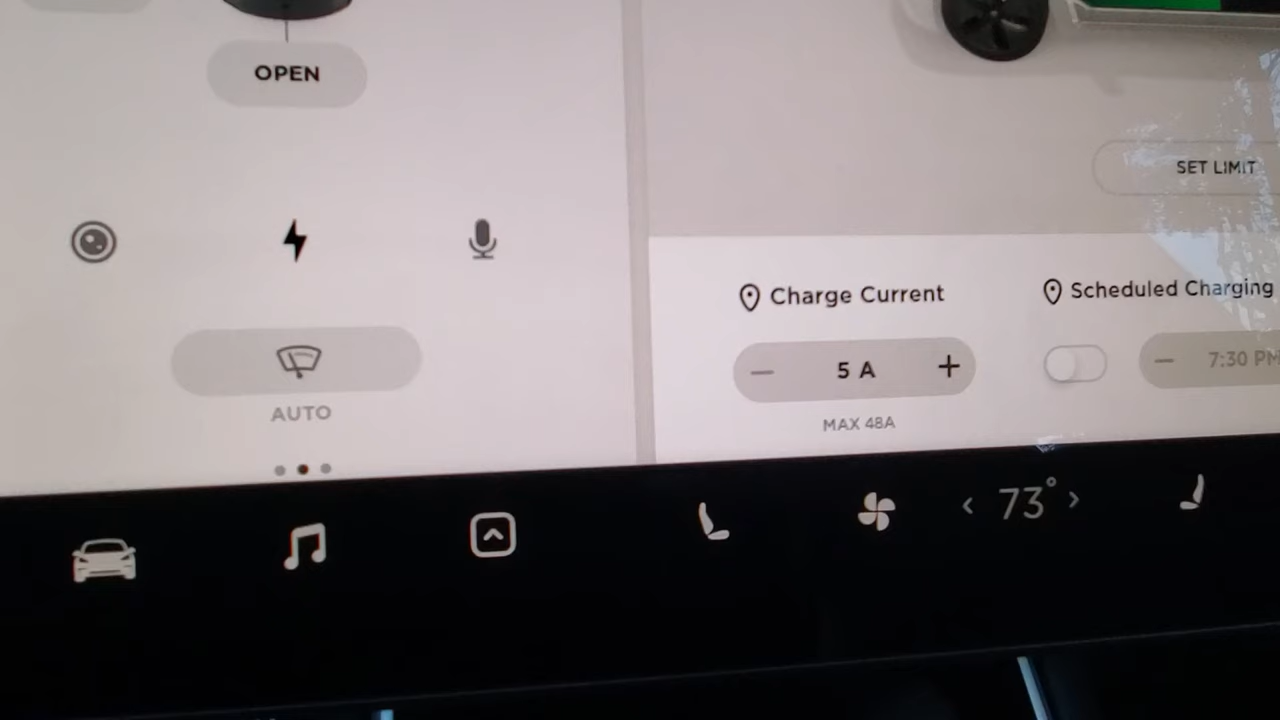 OPEN
SET LIMIT
Charge Current
Scheduled Charging
− 5 A +
− 7:30 PM
MAX 48A
AUTO
< 73° >